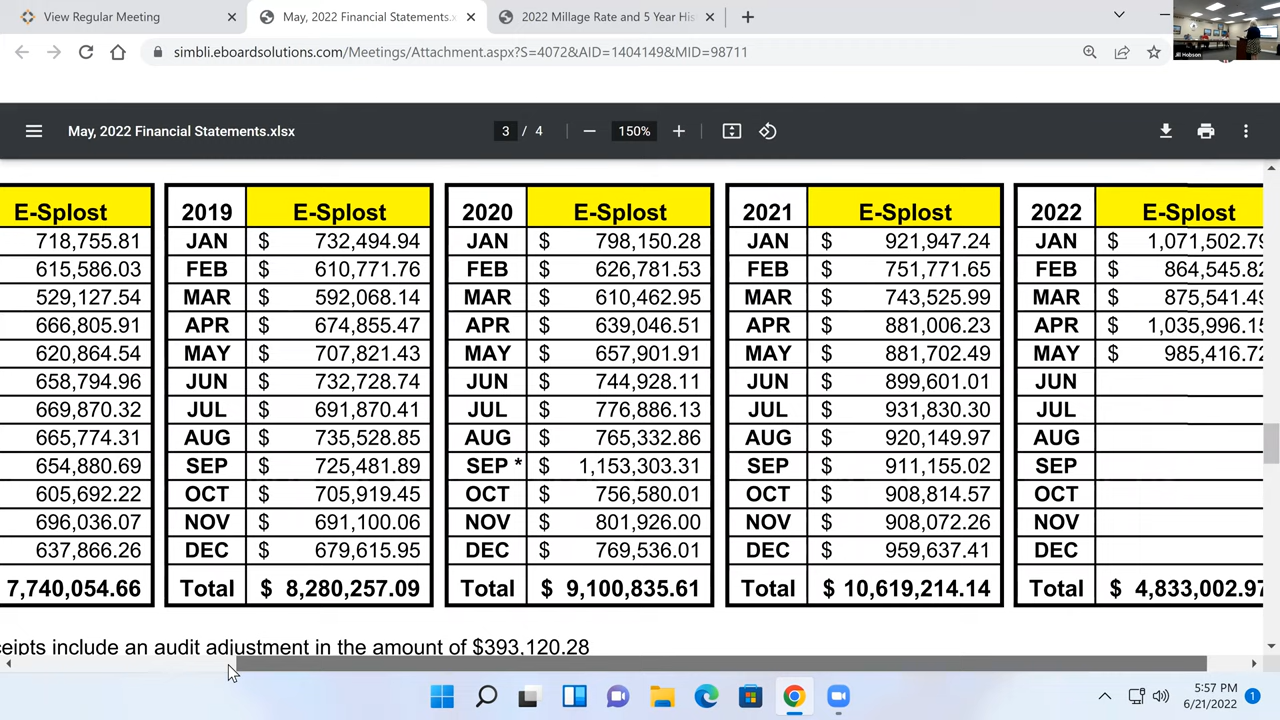 View Regular Meeting
May, 2022 Financial Statements.x
2022 Millage Rate and 5 Year His
simbli.eboardsolutions.com/Meetings/Attachment.aspx?S=4072&AID=1404149&MID=98711
Jill Hobson
May, 2022 Financial Statements.xlsx
3 / 4
150%
E-Splost 2019 E-Splost 2020 E-Splost 2021 E-Splost 2022 E-Splost
718,755.81 JAN $ 732,494.94 JAN $ 798,150.28 JAN $ 921,947.24 JAN $ 1,071,502.79
615,586.03 FEB $ 610,771.76 FEB $ 626,781.53 FEB $ 751,771.65 FEB $ 864,545.82
529,127.54 MAR $ 592,068.14 MAR $ 610,462.95 MAR $ 743,525.99 MAR $ 875,541.49
666,805.91 APR $ 674,855.47 APR $ 639,046.51 APR $ 881,006.23 APR $ 1,035,996.15
620,864.54 MAY $ 707,821.43 MAY $ 657,901.91 MAY $ 881,702.49 MAY $ 985,416.72
658,794.96 JUN $ 732,728.74 JUN $ 744,928.11 JUN $ 899,601.01 JUN
669,870.32 JUL $ 691,870.41 JUL $ 776,886.13 JUL $ 931,830.30 JUL
665,774.31 AUG $ 735,528.85 AUG $ 765,332.86 AUG $ 920,149.97 AUG
654,880.69 SEP $ 725,481.89 SEP * $ 1,153,303.31 SEP $ 911,155.02 SEP
605,692.22 OCT $ 705,919.45 OCT $ 756,580.01 OCT $ 908,814.57 OCT
696,036.07 NOV $ 691,100.06 NOV $ 801,926.00 NOV $ 908,072.26 NOV
637,866.26 DEC $ 679,615.95 DEC $ 769,536.01 DEC $ 959,637.41 DEC
7,740,054.66 Total $ 8,280,257.09 Total $ 9,100,835.61 Total $ 10,619,214.14 Total $ 4,833,002.97
ceipts include an audit adjustment in the amount of $393,120.28
5:57 PM
6/21/2022
1